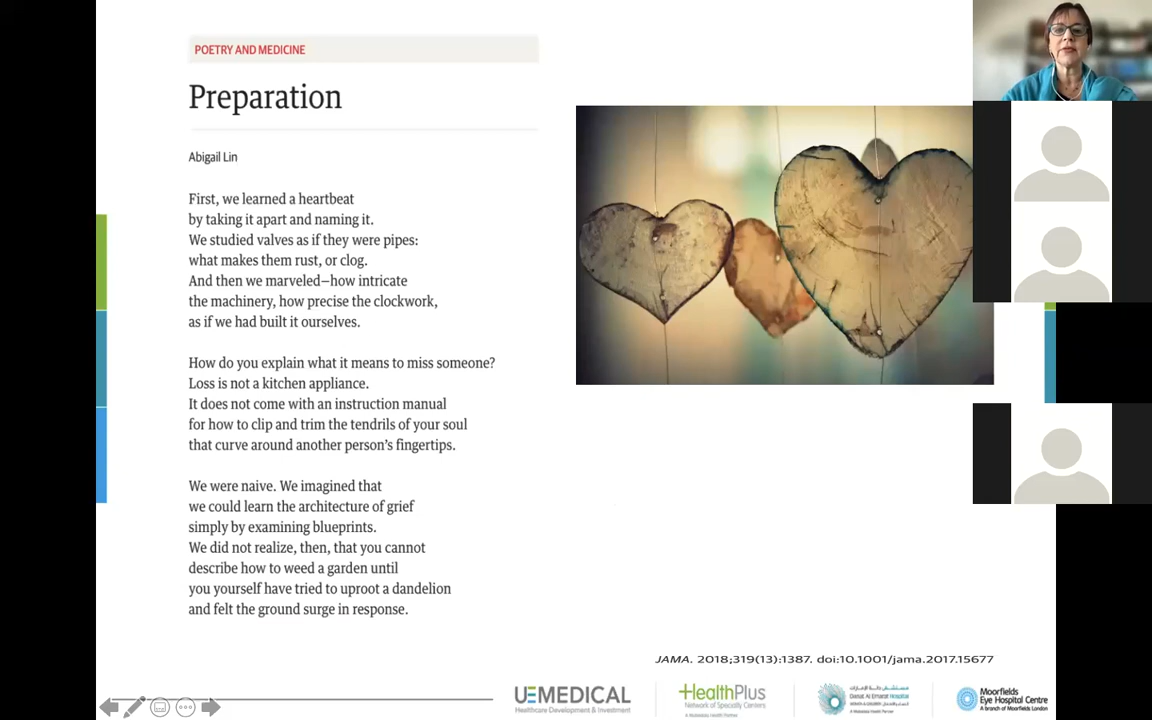 POETRY AND MEDICINE
Preparation
Abigail Lin
First, we learned a heartbeat
by taking it apart and naming it.
We studied valves as if they were pipes:
what makes them rust, or clog.
And then we marveled—how intricate
the machinery, how precise the clockwork,
as if we had built it ourselves.
How do you explain what it means to miss someone?
Loss is not a kitchen appliance.
It does not come with an instruction manual
for how to clip and trim the tendrils of your soul
that curve around another person's fingertips.
We were naive. We imagined that
we could learn the architecture of grief
simply by examining blueprints.
We did not realize, then, that you cannot
describe how to weed a garden until
you yourself have tried to uproot a dandelion
and felt the ground surge in response.
JAMA. 2018;319(13):1387. doi:10.1001/jama.2017.15677
UEMEDICAL
Healthcare Development & Investment
HealthPlus
Network of Specialty Centers
مستشفى دانة الإمارات
Danat Al Emarat Hospital
Moorfields
Eye Hospital Centre
A branch of Moorfields London